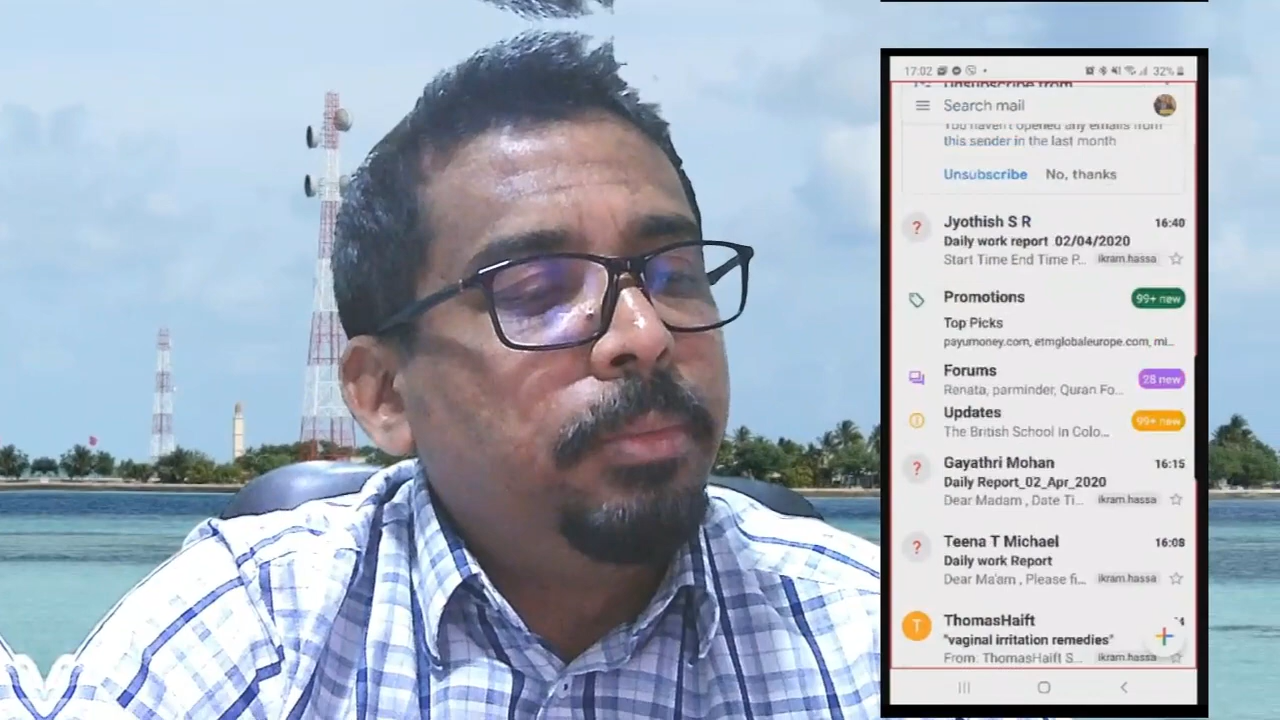 17:02
32%
Unsubscribe from
Search mail
You haven't opened any emails from
this sender in the last month
Unsubscribe No, thanks
Jyothish S R 16:40
Daily work report 02/04/2020
Start Time End Time P... ikram.hassa
Promotions 99+ new
Top Picks
payumoney.com, etmglobaleurope.com, mi...
Forums 28 new
Renata, parminder, Quran Fo...
Updates 99+ new
The British School In Colo...
Gayathri Mohan 16:15
Daily Report_02_Apr_2020
Dear Madam , Date Ti... ikram.hassa
Teena T Michael 16:08
Daily work Report
Dear Ma'am , Please fi... ikram.hassa
T ThomasHaift
"vaginal irritation remedies"
From: ThomasHaift S... ikram.hassa